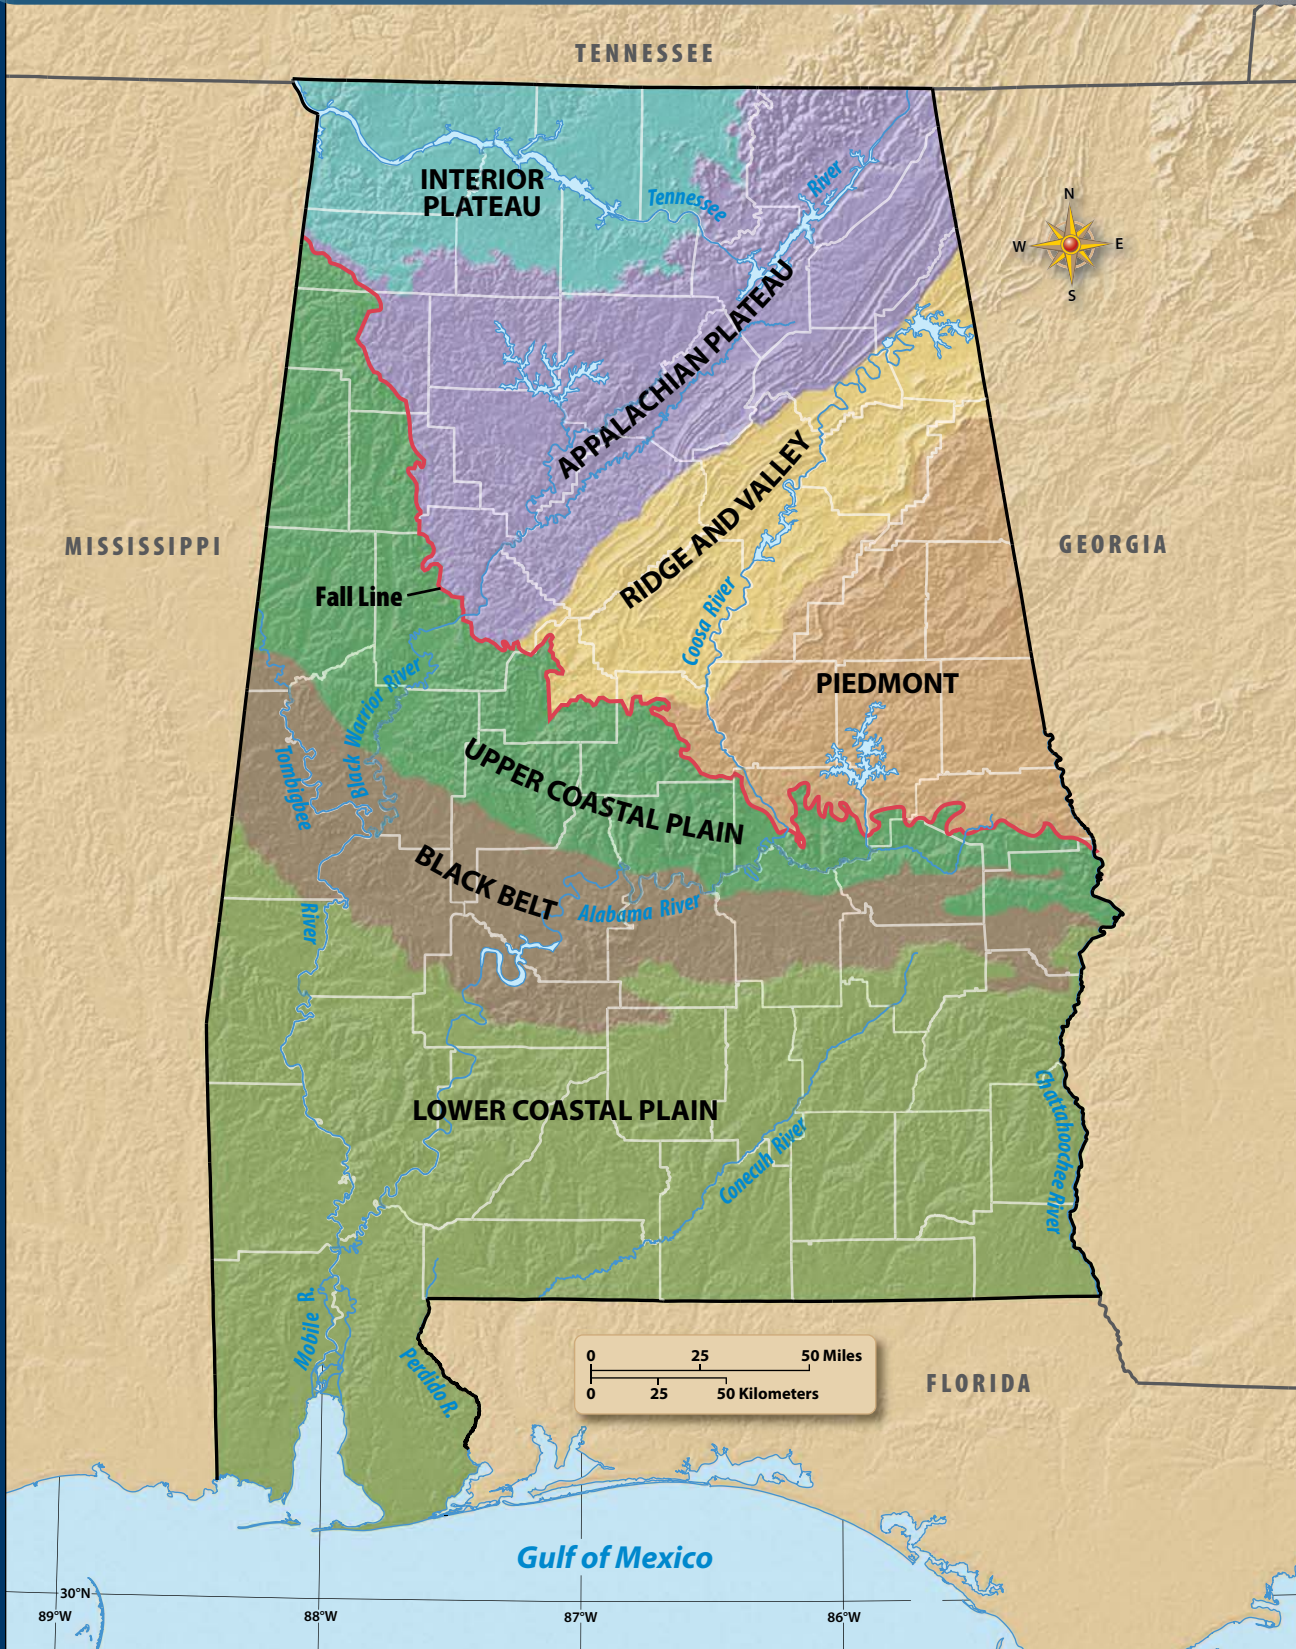 TENNESSEE
INTERIOR
PLATEAU
Tennessee
River
N
W
E
S
APPALACHIAN PLATEAU
RIDGE AND VALLEY
MISSISSIPPI
GEORGIA
Fall Line
Coosa River
PIEDMONT
Black Warrior River
Tombigbee
UPPER COASTAL PLAIN
BLACK BELT
Alabama River
River
LOWER COASTAL PLAIN
Conecuh River
Chattahoochee River
Mobile R.
Perdido R.
0 25 50 Miles
0 25 50 Kilometers
FLORIDA
Gulf of Mexico
30°N
89°W
88°W
87°W
86°W